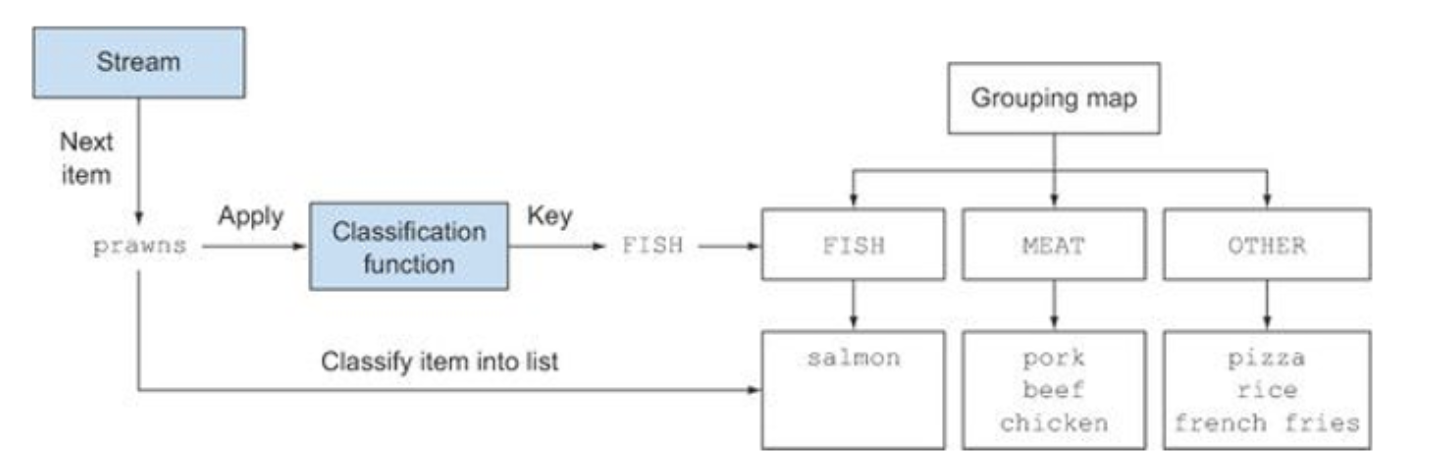 Stream
Grouping map
Next
item
Apply
Key
prawns
Classification
function
FISH
FISH
MEAT
OTHER
Classify item into list
salmon
pork
beef
chicken
pizza
rice
french fries